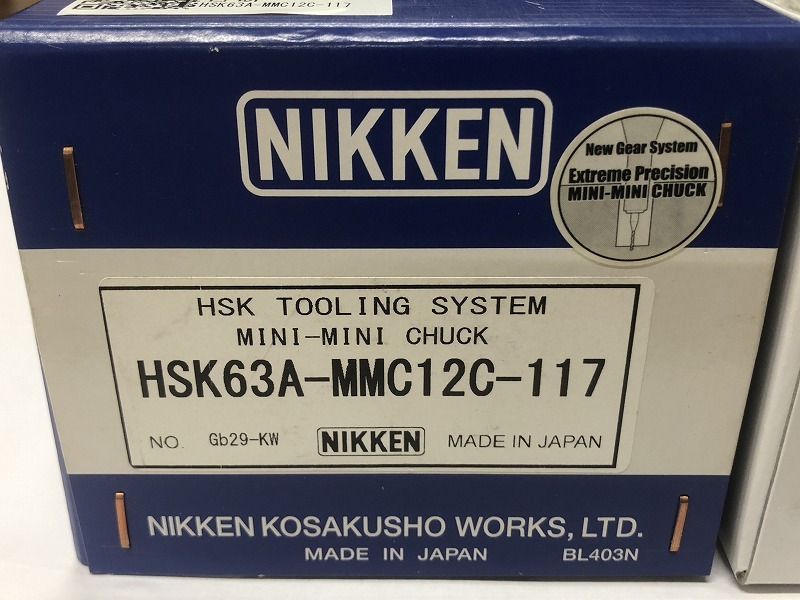 HSK63A-MMC12C-117
NIKKEN
New Gear System
Extreme Precision
MINI-MINI CHUCK
HSK TOOLING SYSTEM
MINI-MINI CHUCK
HSK63A-MMC12C-117
NO. Gb29-KW NIKKEN MADE IN JAPAN
NIKKEN KOSAKUSHO WORKS, LTD.
MADE IN JAPAN BL403N